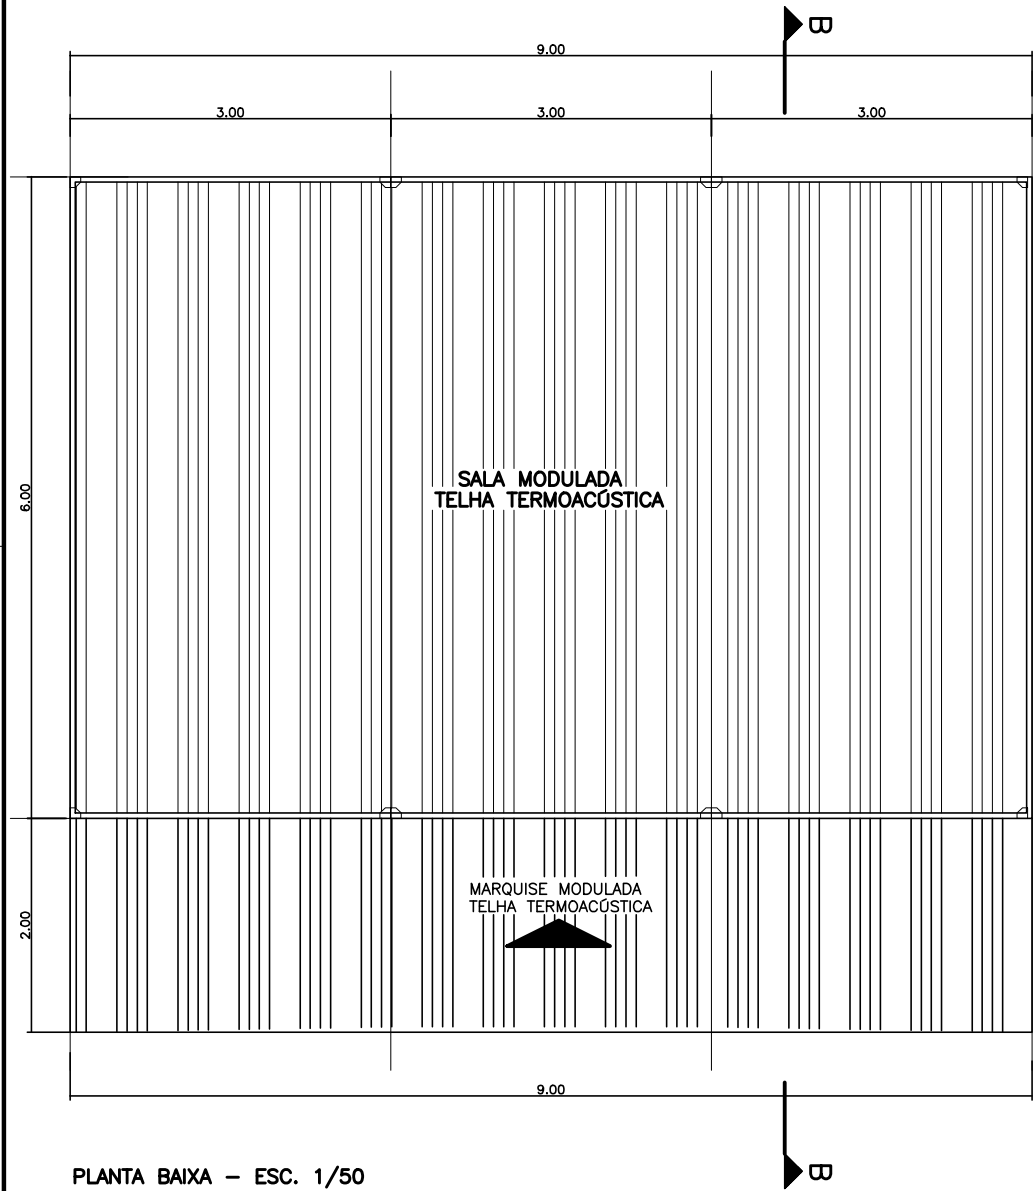 B
9.00
3.00 3.00 3.00
6.00
SALA MODULADA
TELHA TERMOACÚSTICA
2.00
MARQUISE MODULADA
TELHA TERMOACÚSTICA
9.00
B
PLANTA BAIXA – ESC. 1/50